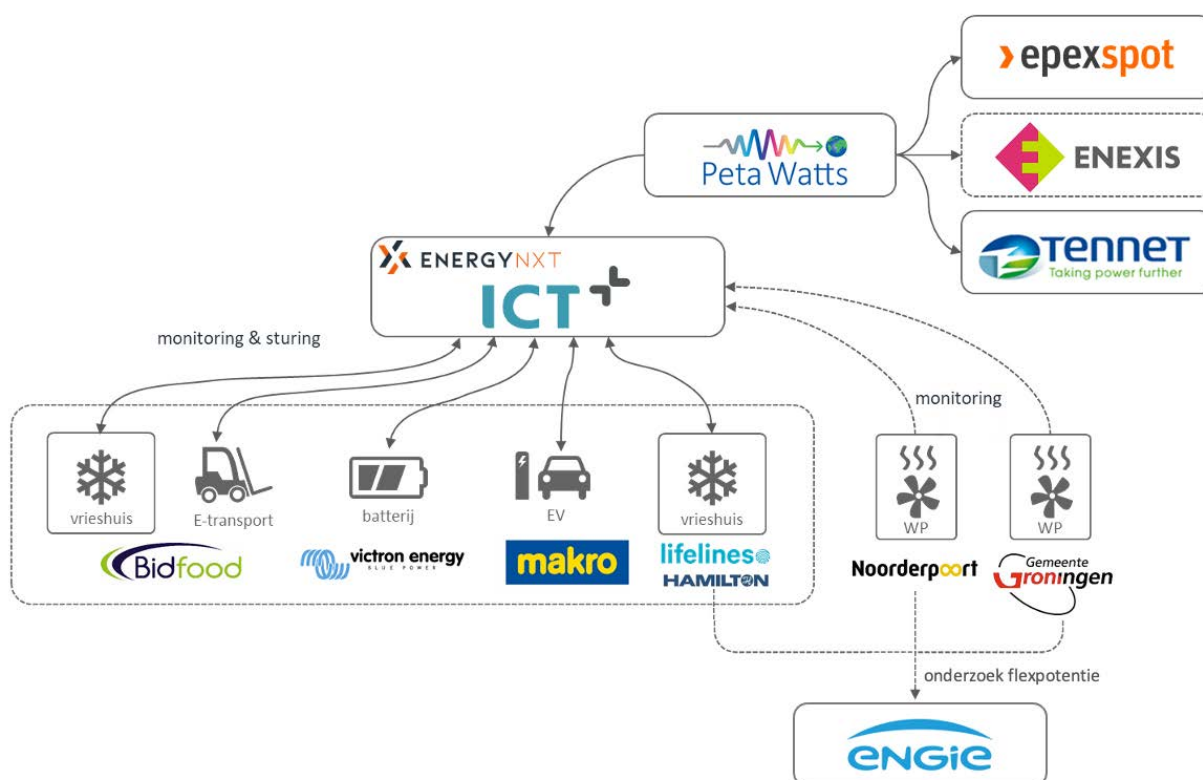 epexspot
Peta Watts
ENEXIS
TenneT
Taking power further
ENERGYNXT
ICT
monitoring & sturing
monitoring
vrieshuis
E-transport
batterij
EV
vrieshuis
WP
WP
Bidfood
victron energy
BLUE POWER
makro
lifelines
HAMILTON
Noorderpoort
Gemeente
Groningen
onderzoek flexpotentie
ENGIE